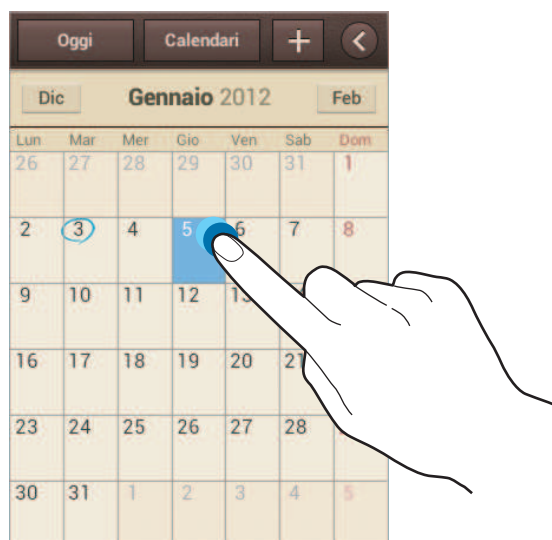 Oggi Calendari +
Dic Gennaio 2012 Feb
Lun Mar Mer Gio Ven Sab Dom
26 27 28 29 30 31 1
2 3 4 5 6 7 8
9 10 11 12
16 17 18 19 20 21
23 24 25 26 27 28
30 31 1 2 3 4 5